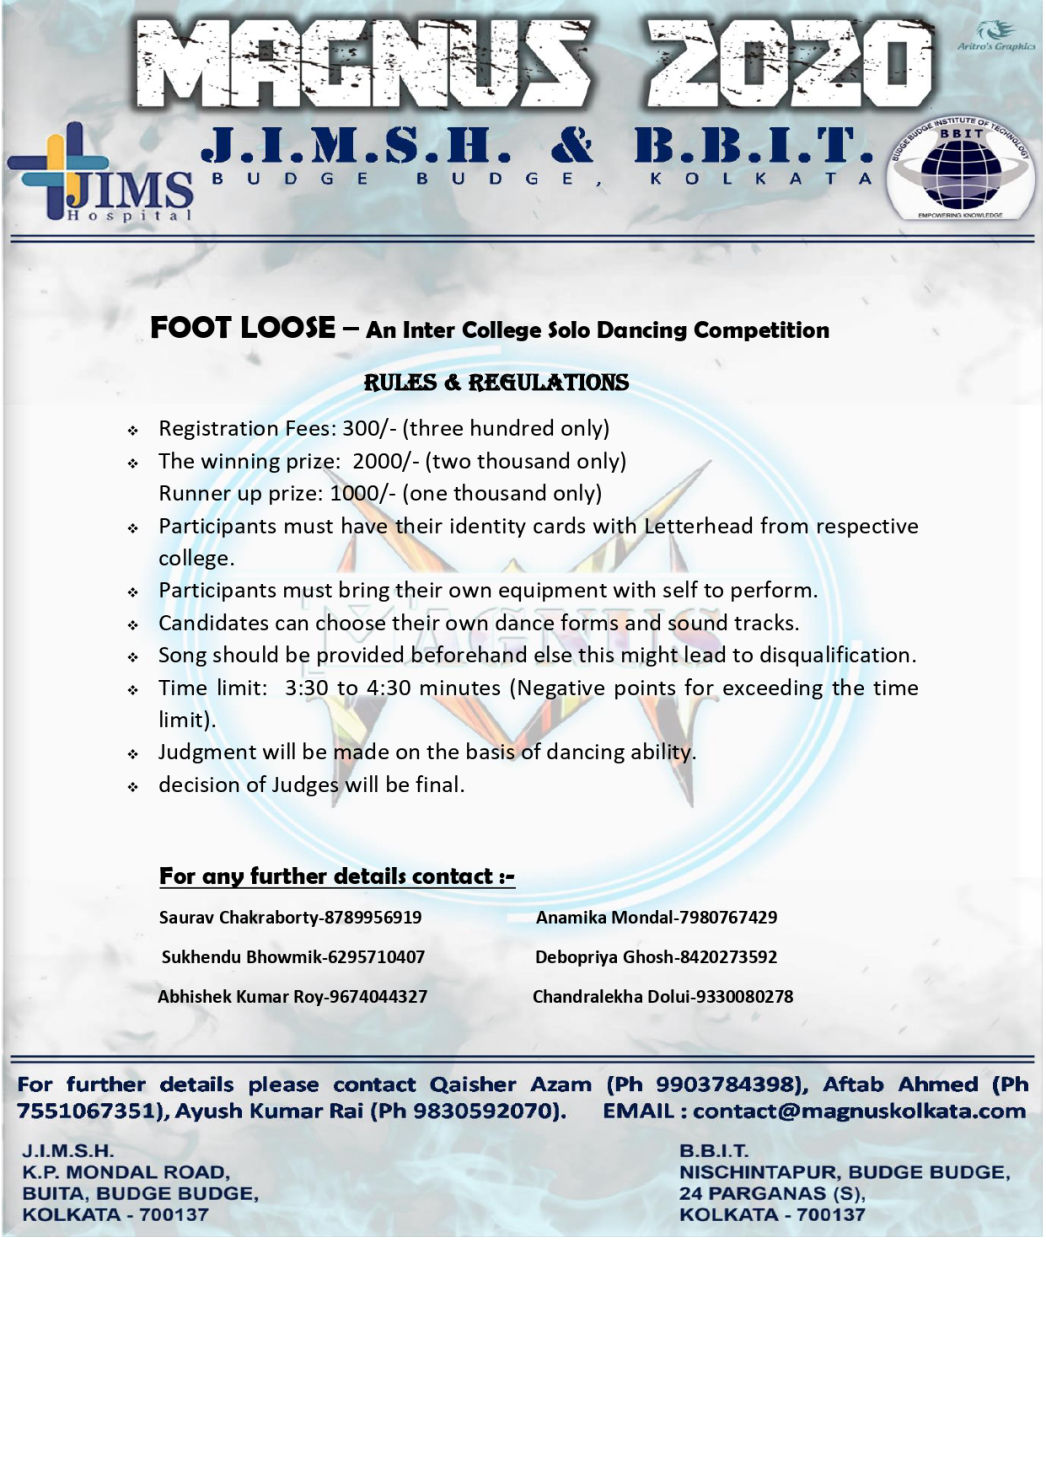 MAGNUS 2020
Aritro's Graphics
J.I.M.S.H. & B.B.I.T.
BUDGE BUDGE, KOLKATA
JIMS
Hospital
BUDGE BUDGE INSTITUTE OF TECHNOLOGY
BBIT
EMPOWERING KNOWLEDGE
FOOT LOOSE – An Inter College Solo Dancing Competition
RULES & REGULATIONS
❖ Registration Fees: 300/- (three hundred only)
❖ The winning prize:  2000/- (two thousand only)
Runner up prize: 1000/- (one thousand only)
❖ Participants must have their identity cards with Letterhead from respective
college.
❖ Participants must bring their own equipment with self to perform.
❖ Candidates can choose their own dance forms and sound tracks.
❖ Song should be provided beforehand else this might lead to disqualification.
❖ Time limit:  3:30 to 4:30 minutes (Negative points for exceeding the time
limit).
❖ Judgment will be made on the basis of dancing ability.
❖ decision of Judges will be final.
MAGNUS
For any further details contact :-
Saurav Chakraborty-8789956919 Anamika Mondal-7980767429
Sukhendu Bhowmik-6295710407 Debopriya Ghosh-8420273592
Abhishek Kumar Roy-9674044327 Chandralekha Dolui-9330080278
For further details please contact Qaisher Azam (Ph 9903784398), Aftab Ahmed (Ph
7551067351), Ayush Kumar Rai (Ph 9830592070). EMAIL : contact@magnuskolkata.com
J.I.M.S.H.
K.P. MONDAL ROAD,
BUITA, BUDGE BUDGE,
KOLKATA - 700137
B.B.I.T.
NISCHINTAPUR, BUDGE BUDGE,
24 PARGANAS (S),
KOLKATA - 700137